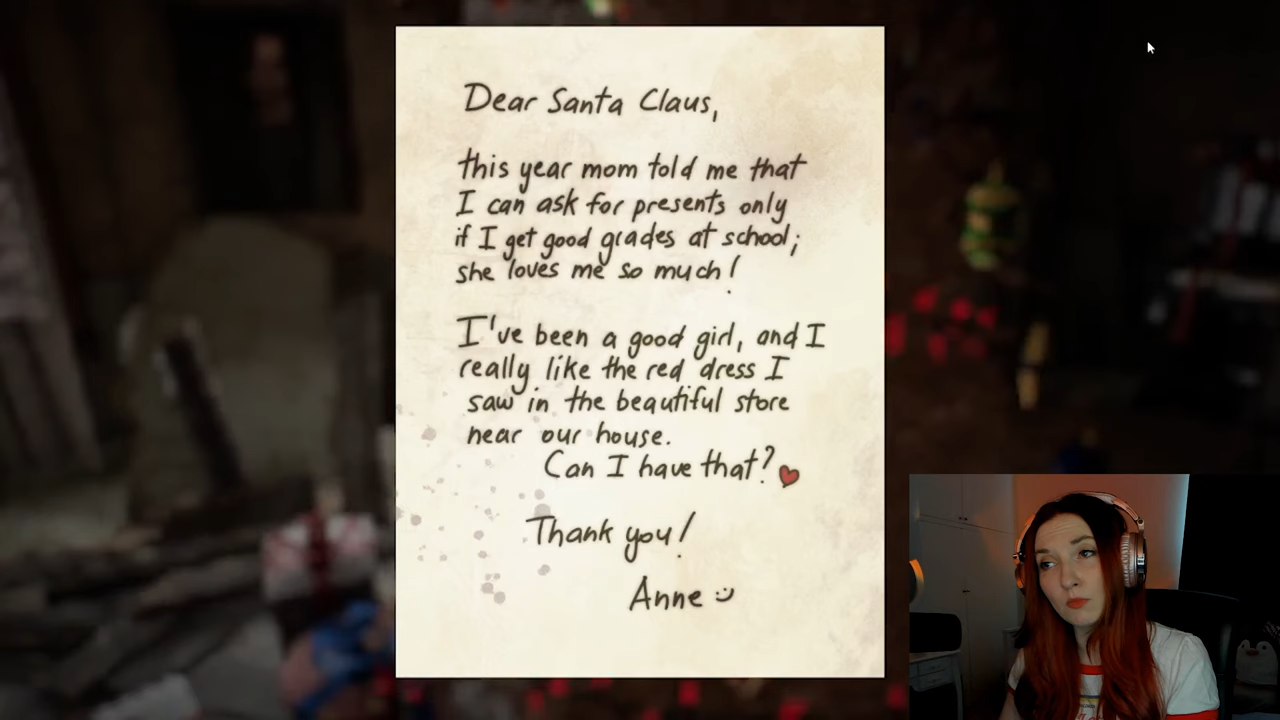 Dear Santa Claus,
this year mom told me that
I can ask for presents only
if I get good grades at school;
she loves me so much!
I've been a good girl, and I
really like the red dress I
saw in the beautiful store
near our house.
Can I have that?
Thank you!
Anne